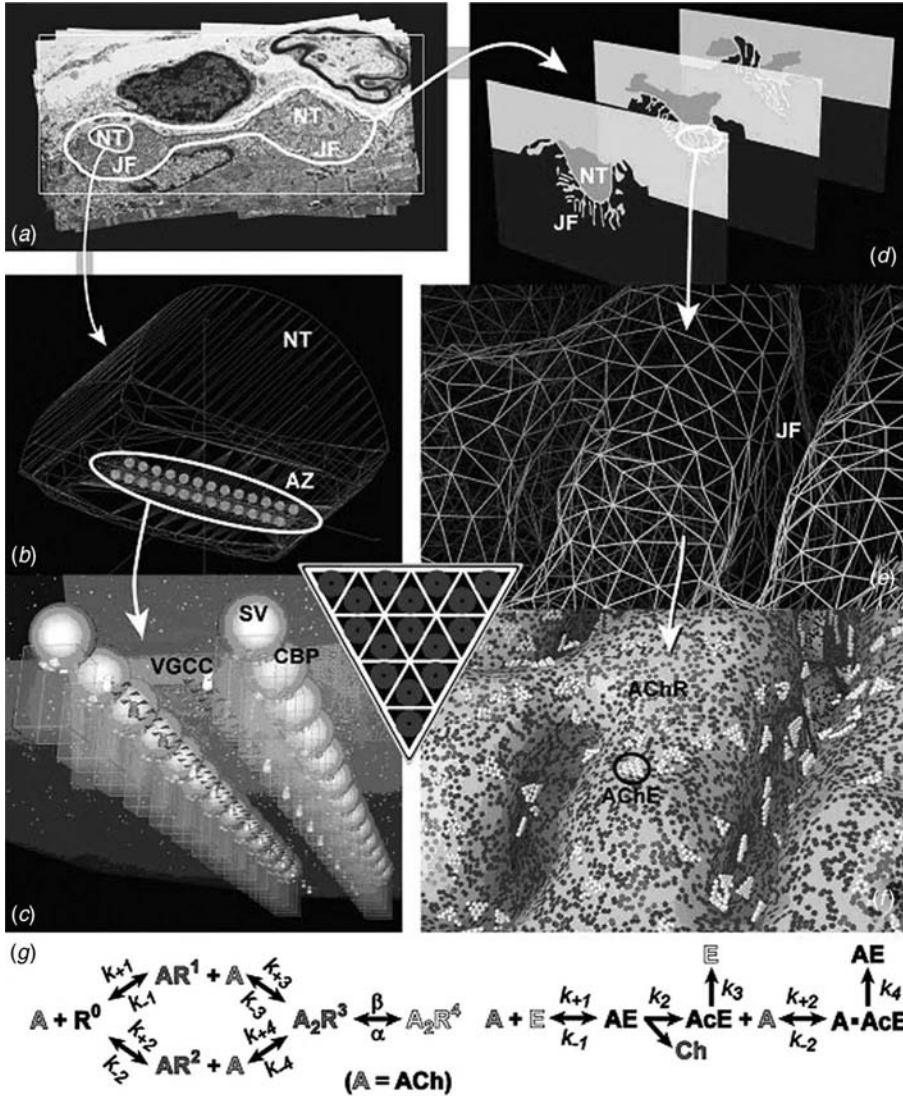 (a)
NT
NT
JF
JF
(d)
NT
JF
(b)
NT
AZ
(e)
JF
(c)
SV
VGCC
CBP
(f)
AChR
AChE
(g)
A + R0 k+1 k-1 AR1 + A k+3 k-3
k+2 k-2 AR2 + A k+4 k-4
A2R3 β α A2R4
(A = ACh)
A + E k+1 k-1 AE k2 AcE + A k+2 k-2 A·AcE
Ch
k3 E
k4 AE